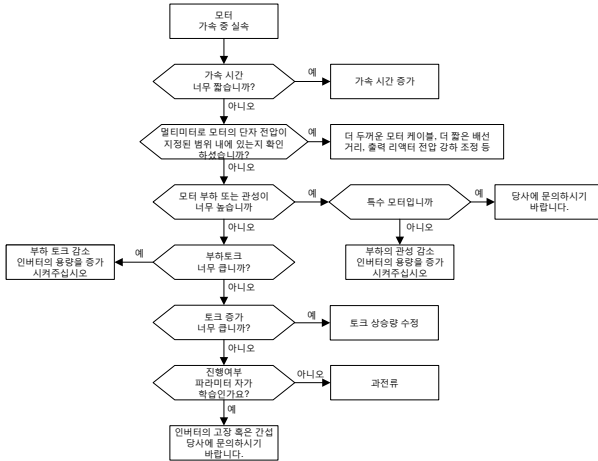 모터
가속 중 실속
가속 시간
너무 짧습니까?
예
가속 시간 증가
아니오
멀티미터로 모터의 단자 전압이
지정된 범위 내에 있는지 확인
하셨습니까?
예
더 두꺼운 모터 케이블, 더 짧은 배선
거리, 출력 리액터 전압 강하 조정 등
아니오
모터 부하 또는 관성이
너무 높습니까
예
특수 모터입니까
예
당사에 문의하시기
바랍니다.
아니오
아니오
부하 토크 감소
인버터의 용량을 증가
시켜주십시오
예
부하토크
너무 큽니까?
부하의 관성 감소
인버터의 용량을 증가
시켜주십시오
아니오
토크 증가
너무 큽니까?
예
토크 상승량 수정
아니오
진행여부
파라미터 자가
학습인가요?
아니오
과전류
예
인버터의 고장 혹은 간섭
당사에 문의하시기
바랍니다.